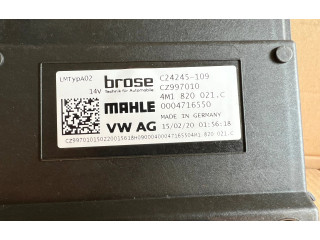 LMTypA02
14V
brose
Technik für Automobile
MAHLE
VW AG
C24245-109
CZ997010
4M1 820 021.C
0004716550
MADE IN GERMANY
15/02/20 01:56:18